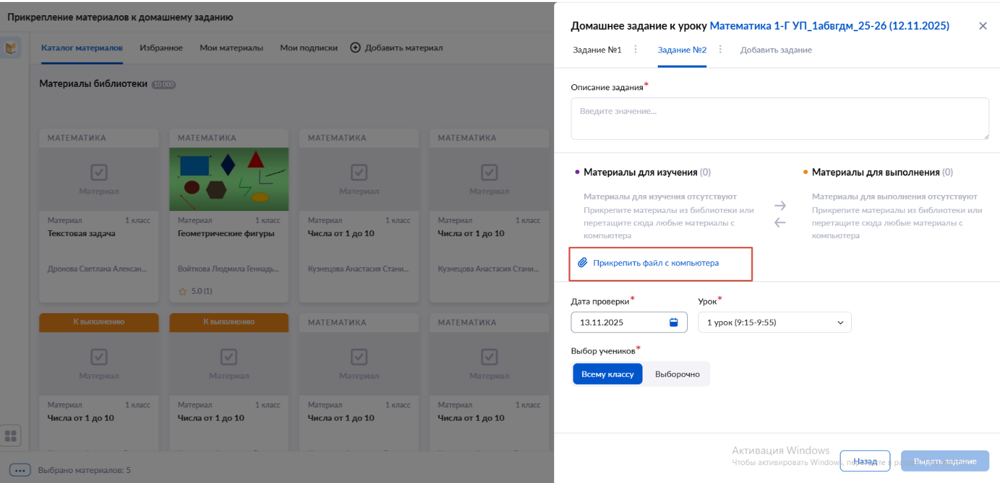 Прикрепление материалов к домашнему заданию
Каталог материалов Избранное Мои материалы Мои подписки Добавить материал
Материалы библиотеки 10 000
МАТЕМАТИКА МАТЕМАТИКА МАТЕМАТИКА МАТЕМАТИКА
Материал Материал Материал
Материал 1 класс Материал 1 класс Материал 1 класс Материал 1 класс
Текстовая задача Геометрические фигуры Числа от 1 до 10 Числа от 1 до 10
Дронова Светлана Алексан... Войткова Людмила Геннадь... Кузнецова Анастасия Стани... Кузнецова Анастасия Стани...
5.0 (1)
К выполнению К выполнению МАТЕМАТИКА МАТЕМАТИКА
Материал Материал Материал Материал
Материал 1 класс Материал 1 класс Материал 1 класс Материал 1 класс
Числа от 1 до 10 Числа от 1 до 10 Числа от 1 до 10 Числа от 1 до 10
Выбрано материалов: 5
Домашнее задание к уроку Математика 1-Г УП_1абвгдм_25-26 (12.11.2025)
Задание №1 Задание №2 Добавить задание
Описание задания*
Введите значение...
Материалы для изучения (0)
Материалы для изучения отсутствуют
Прикрепите материалы из библиотеки или
перетащите сюда любые материалы с
компьютера
Материалы для выполнения (0)
Материалы для выполнения отсутствуют
Прикрепите материалы из библиотеки или
перетащите сюда любые материалы с
компьютера
Прикрепить файл с компьютера
Дата проверки* Урок*
13.11.2025 1 урок (9:15-9:55)
Выбор учеников*
Всему классу Выборочно
Активация Windows
Чтобы активировать Windows,
Назад Выдать задание